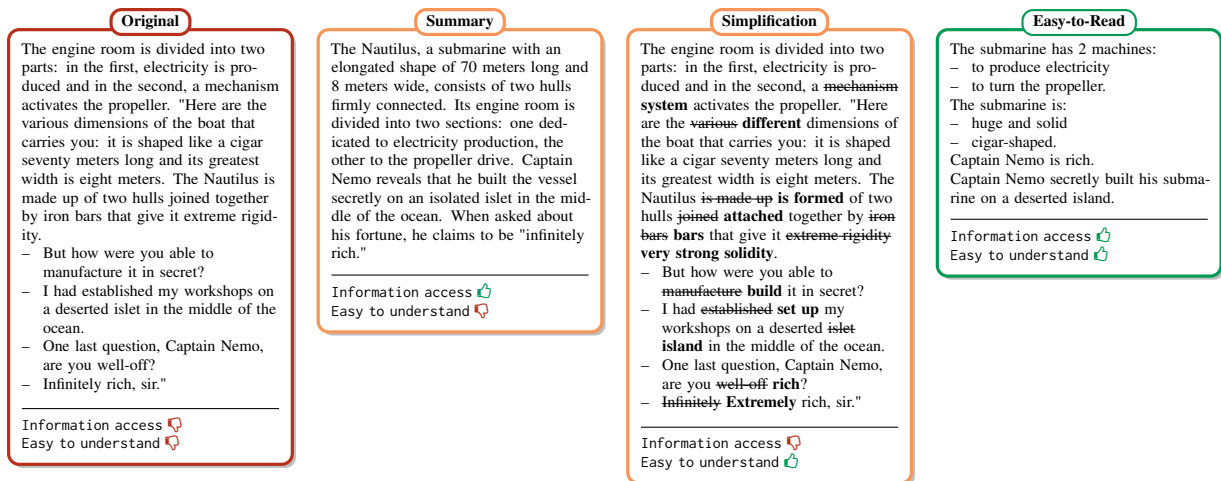 Original
The engine room is divided into two
parts: in the first, electricity is pro-
duced and in the second, a mechanism
activates the propeller. "Here are the
various dimensions of the boat that
carries you: it is shaped like a cigar
seventy meters long and its greatest
width is eight meters. The Nautilus is
made up of two hulls joined together
by iron bars that give it extreme rigid-
ity.
– But how were you able to
manufacture it in secret?
– I had established my workshops on
a deserted islet in the middle of the
ocean.
– One last question, Captain Nemo,
are you well-off?
– Infinitely rich, sir."
Information access
Easy to understand
Summary
The Nautilus, a submarine with an
elongated shape of 70 meters long and
8 meters wide, consists of two hulls
firmly connected. Its engine room is
divided into two sections: one ded-
icated to electricity production, the
other to the propeller drive. Captain
Nemo reveals that he built the vessel
secretly on an isolated islet in the mid-
dle of the ocean. When asked about
his fortune, he claims to be "infinitely
rich."
Information access
Easy to understand
Simplification
The engine room is divided into two
parts: in the first, electricity is pro-
duced and in the second, a mechanism
system activates the propeller. "Here
are the various different dimensions of
the boat that carries you: it is shaped
like a cigar seventy meters long and
its greatest width is eight meters. The
Nautilus is made up is formed of two
hulls joined attached together by iron
bars bars that give it extreme rigidity
very strong solidity.
– But how were you able to
manufacture build it in secret?
– I had established set up my
workshops on a deserted islet
island in the middle of the ocean.
– One last question, Captain Nemo,
are you well-off rich?
– Infinitely Extremely rich, sir."
Information access
Easy to understand
Easy-to-Read
The submarine has 2 machines:
– to produce electricity
– to turn the propeller.
The submarine is:
– huge and solid
– cigar-shaped.
Captain Nemo is rich.
Captain Nemo secretly built his subma-
rine on a deserted island.
Information access
Easy to understand